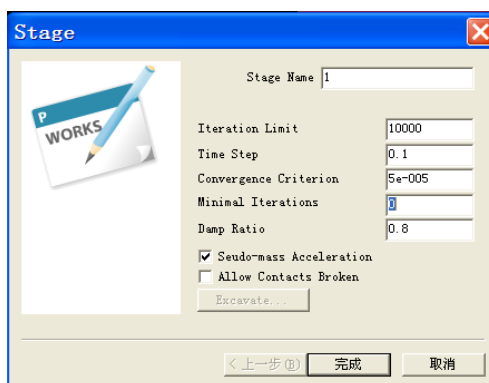 Stage
P
WORKS
Stage Name 1
Iteration Limit 10000
Time Step 0.1
Convergence Criterion 5e-005
Minimal Iterations 0
Damp Ratio 0.8
Seudo-mass Acceleration
Allow Contacts Broken
Excavate...
< 上一步(B) 完成 取消